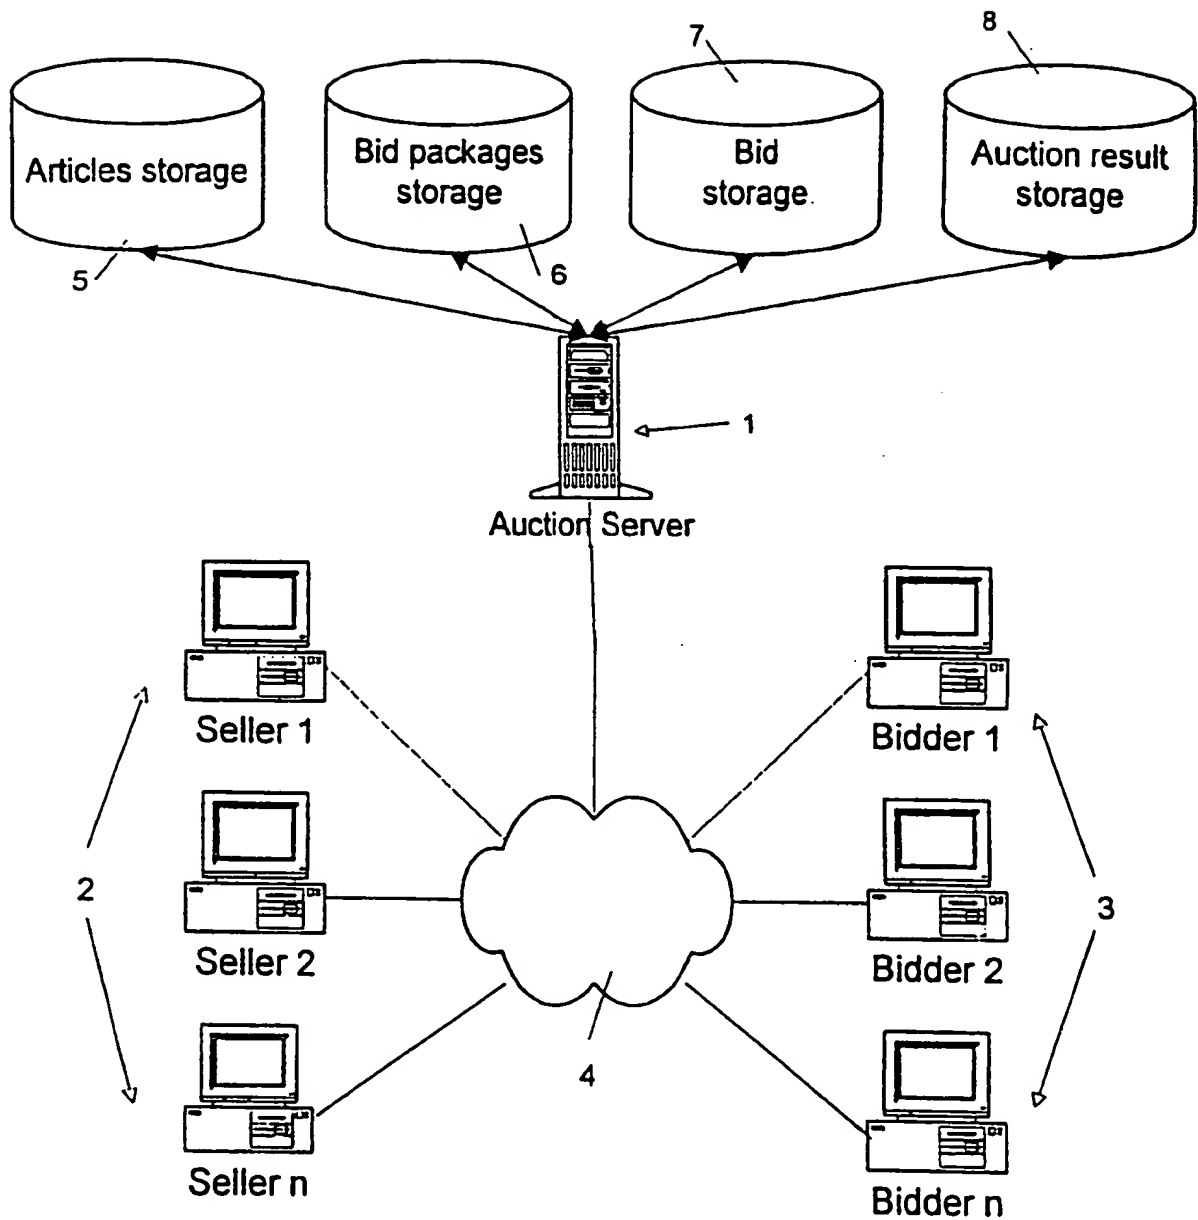 7
8
Articles storage
Bid packages
storage
Bid
storage
Auction result
storage
5
6
1
Auction Server
Seller 1
Bidder 1
2
3
Seller 2
Bidder 2
4
Seller n
Bidder n